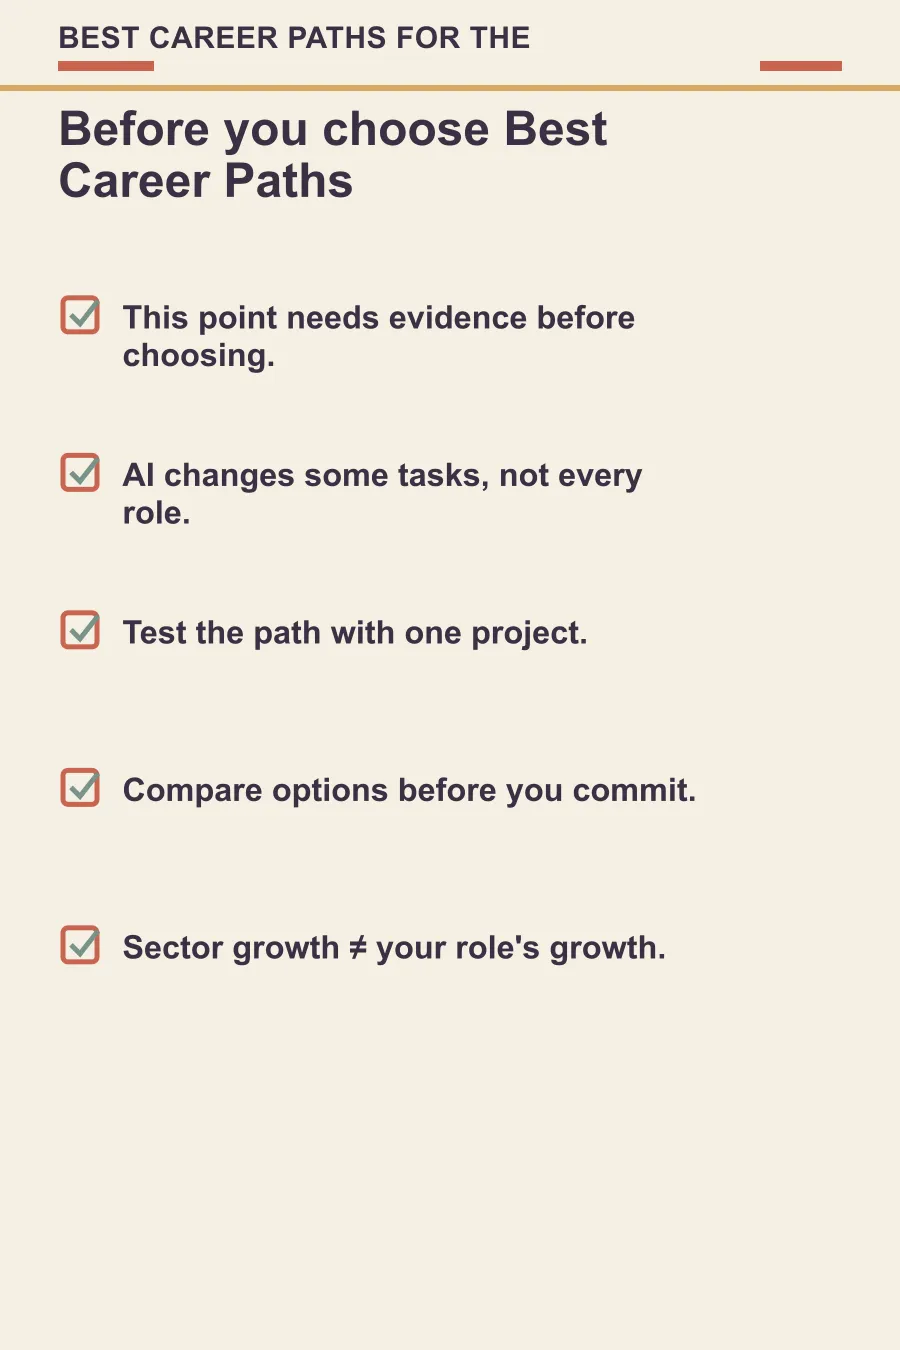 BEST CAREER PATHS FOR THE
Before you choose Best
Career Paths
This point needs evidence before
choosing.
AI changes some tasks, not every
role.
Test the path with one project.
Compare options before you commit.
Sector growth ≠ your role's growth.